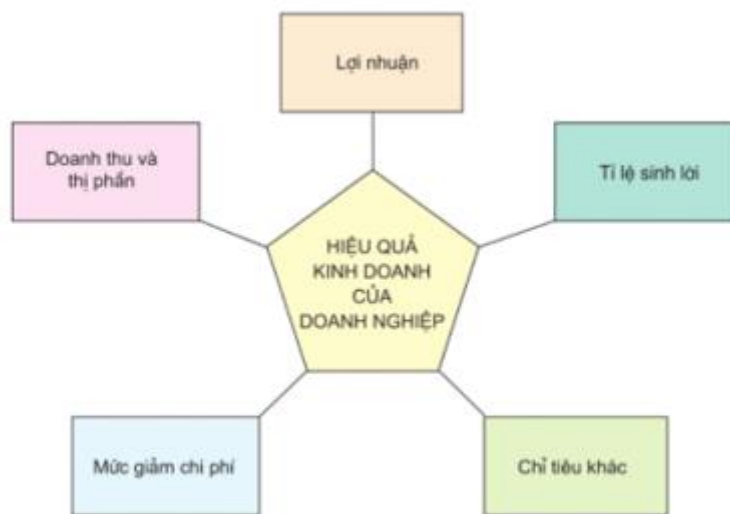 Lợi nhuận
Doanh thu và
thị phần
Tỉ lệ sinh lời
HIỆU QUẢ
KINH DOANH
CỦA
DOANH NGHIỆP
Mức giảm chi phí
Chỉ tiêu khác